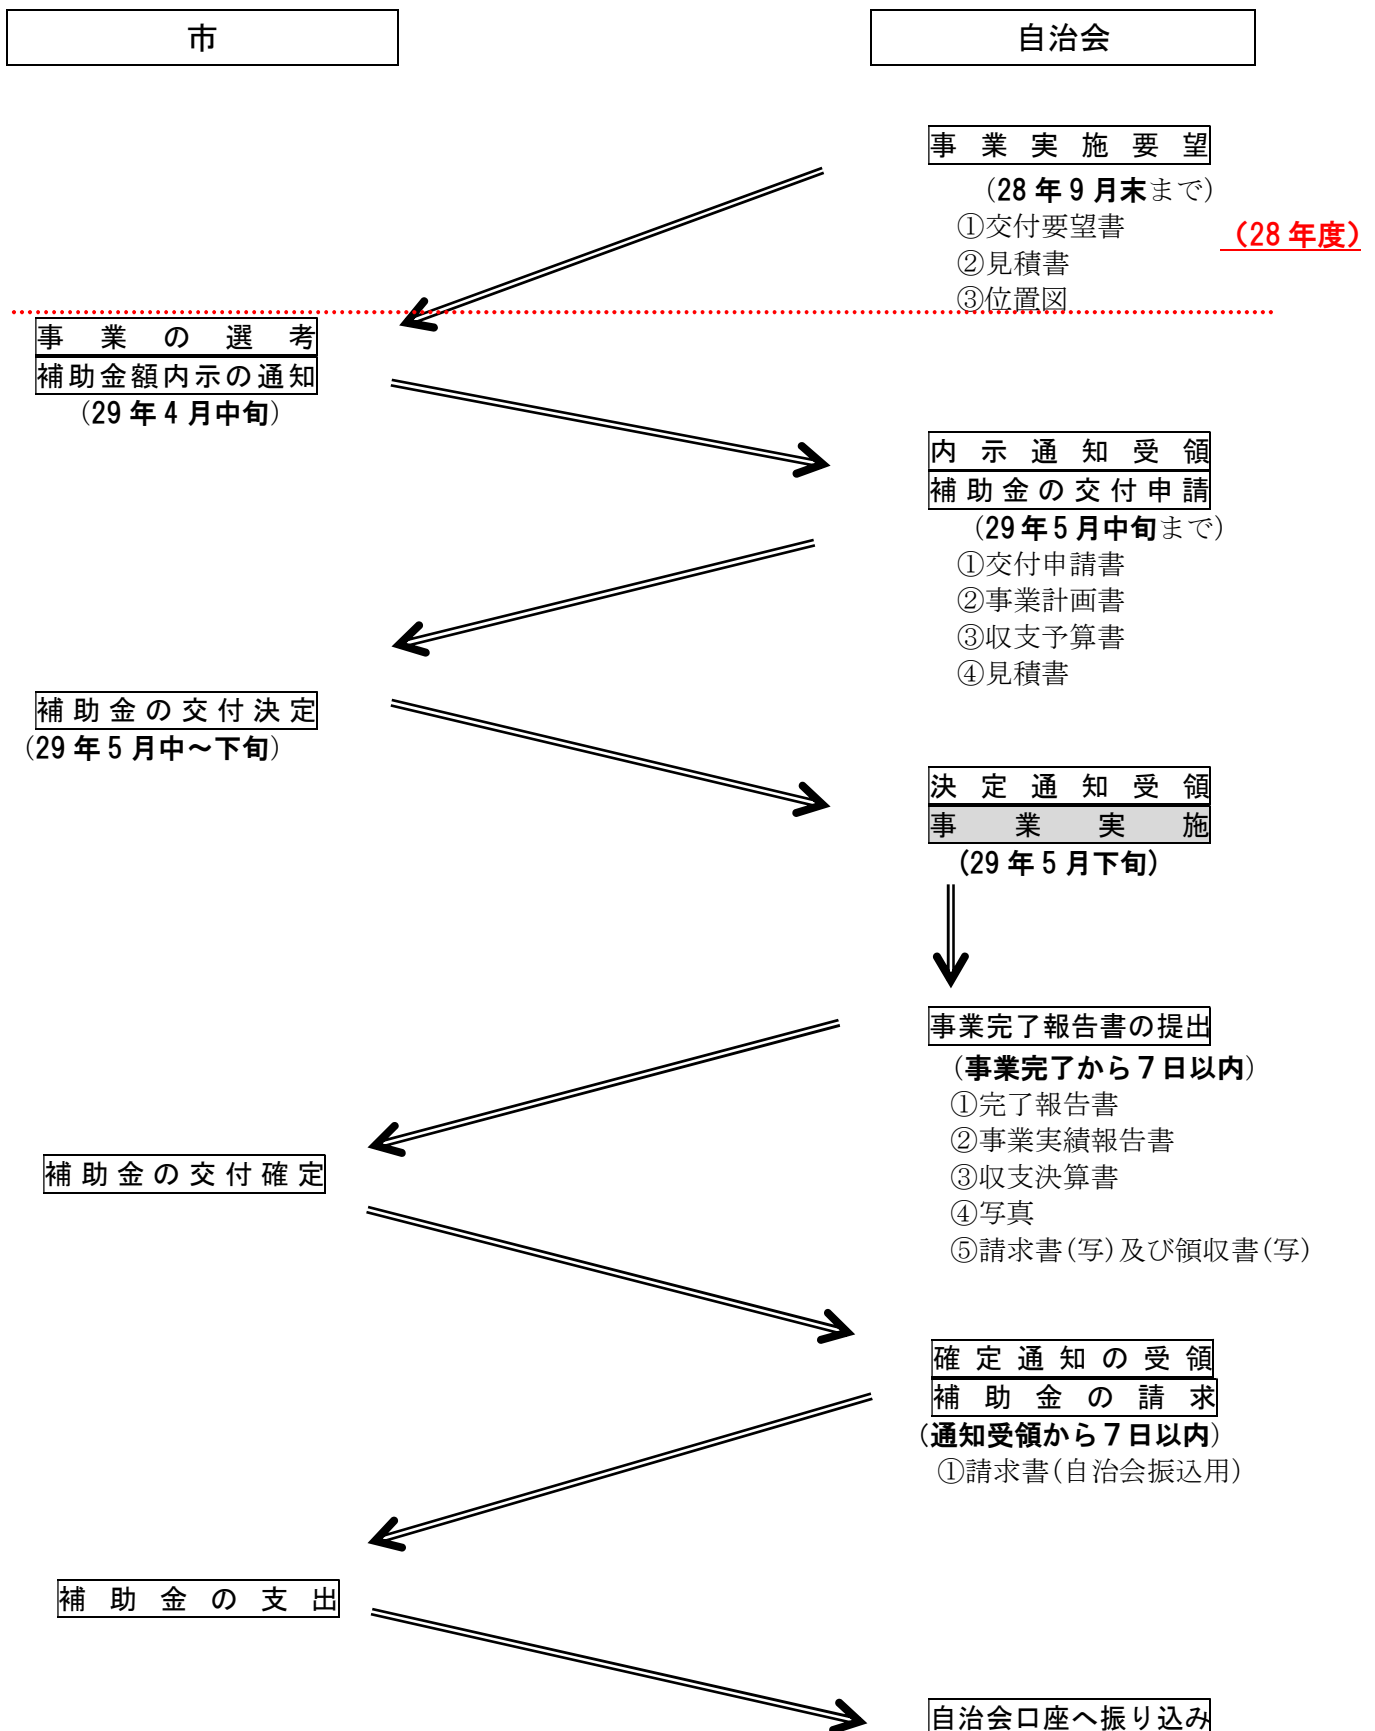 市
自治会
事業実施要望
(28年9月末まで)
①交付要望書
（28年度）
②見積書
③位置図
事業の選考
補助金額内示の通知
(29年4月中旬)
内示通知受領
補助金の交付申請
(29年5月中旬まで)
①交付申請書
②事業計画書
③収支予算書
④見積書
補助金の交付決定
(29年5月中～下旬)
決定通知受領
事業実施
(29年5月下旬)
事業完了報告書の提出
(事業完了から７日以内)
①完了報告書
②事業実績報告書
③収支決算書
④写真
⑤請求書(写)及び領収書(写)
補助金の交付確定
確定通知の受領
補助金の請求
(通知受領から７日以内)
①請求書(自治会振込用)
補助金の支出
自治会口座へ振り込み